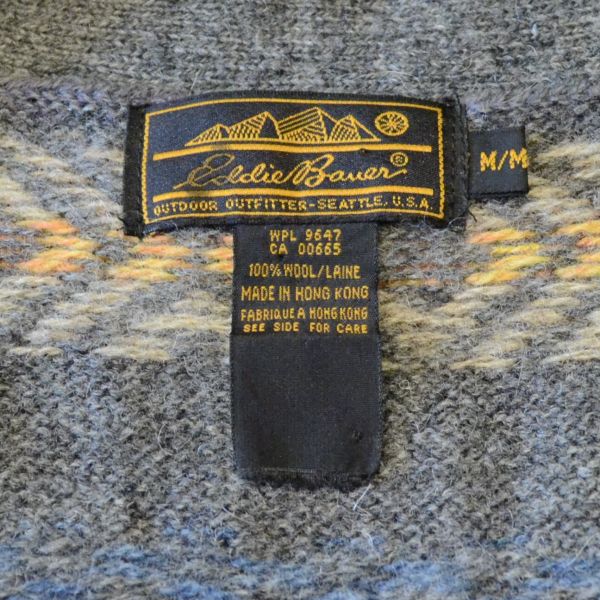 Eddie Bauer ©
OUTDOOR OUTFITTER-SEATTLE, U.S.A.
M/M
WPL 9647
CA 00665
100% WOOL/LAINE
MADE IN HONG KONG
FABRIQUE A HONG KONG
SEE SIDE FOR CARE